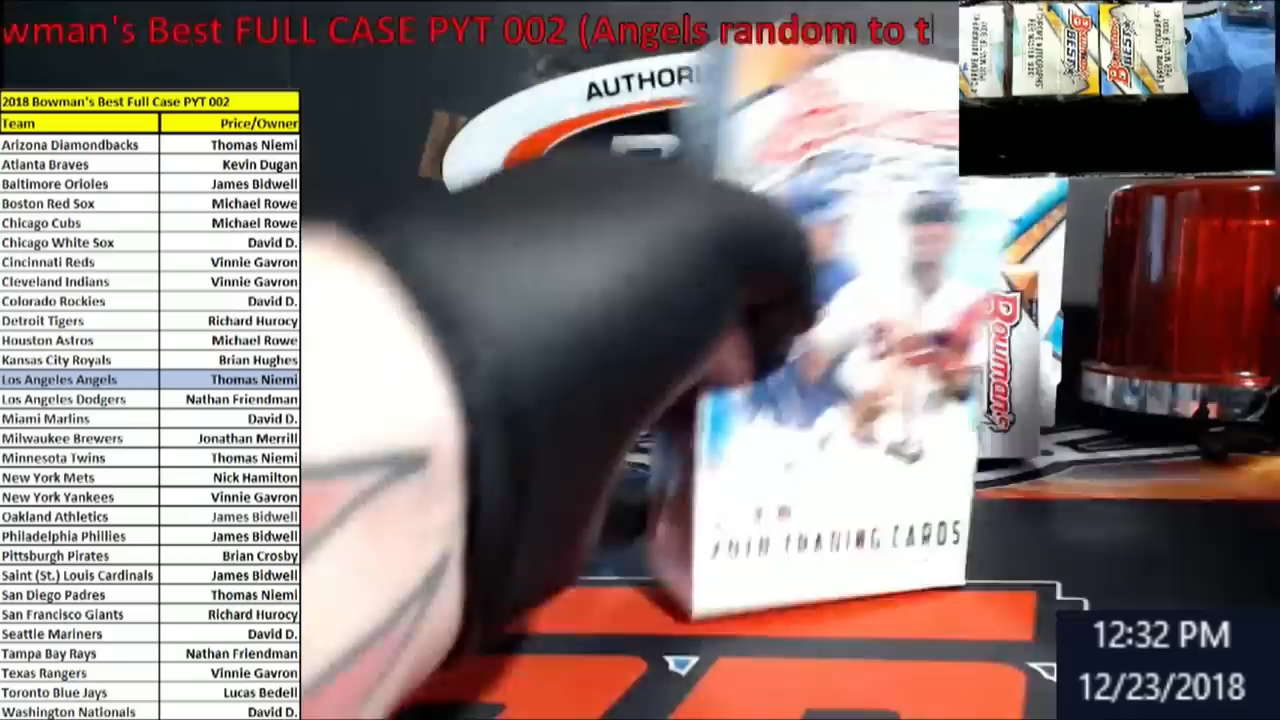 wman's Best FULL CASE PYT 002 (Angels random to t
2018 Bowman's Best Full Case PYT 002
Team Price/Owner
Arizona Diamondbacks Thomas Niemi
Atlanta Braves Kevin Dugan
Baltimore Orioles James Bidwell
Boston Red Sox Michael Rowe
Chicago Cubs Michael Rowe
Chicago White Sox David D.
Cincinnati Reds Vinnie Gavron
Cleveland Indians Vinnie Gavron
Colorado Rockies David D.
Detroit Tigers Richard Hurocy
Houston Astros Michael Rowe
Kansas City Royals Brian Hughes
Los Angeles Angels Thomas Niemi
Los Angeles Dodgers Nathan Friendman
Miami Marlins David D.
Milwaukee Brewers Jonathan Merrill
Minnesota Twins Thomas Niemi
New York Mets Nick Hamilton
New York Yankees Vinnie Gavron
Oakland Athletics James Bidwell
Philadelphia Phillies James Bidwell
Pittsburgh Pirates Brian Crosby
Saint (St.) Louis Cardinals James Bidwell
San Diego Padres Thomas Niemi
San Francisco Giants Richard Hurocy
Seattle Mariners David D.
Tampa Bay Rays Nathan Friendman
Texas Rangers Vinnie Gavron
Toronto Blue Jays Lucas Bedell
Washington Nationals David D.
AUTHORI
Bowman's
TRADING CARDS
Bowman's
BEST
Bowman's
BEST
12:32 PM
12/23/2018